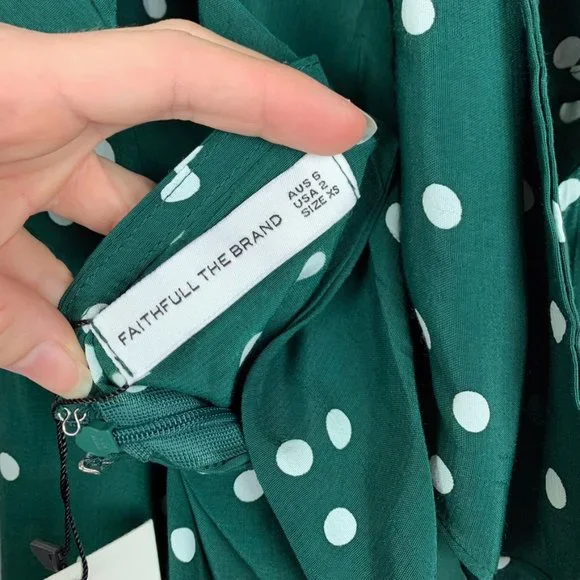 FAITHFULL THE BRAND
AUS 6
USA 2
SIZE XS